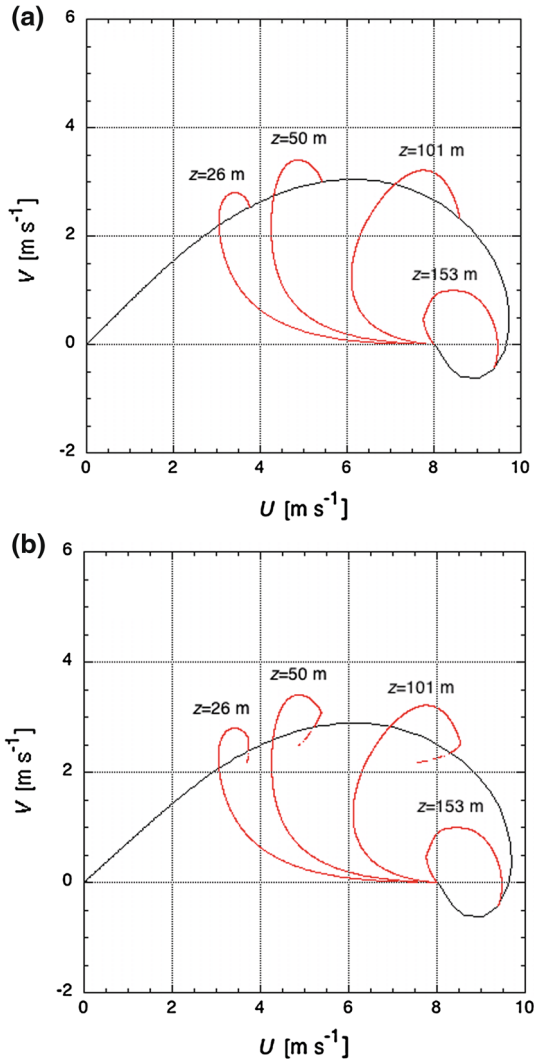 (a)
6
4
2
0
-2
V [m s-1]
z=26 m
z=50 m
z=101 m
z=153 m
0 2 4 6 8 10
U [m s-1]
(b)
6
4
2
0
-2
V [m s-1]
z=26 m
z=50 m
z=101 m
z=153 m
0 2 4 6 8 10
U [m s-1]